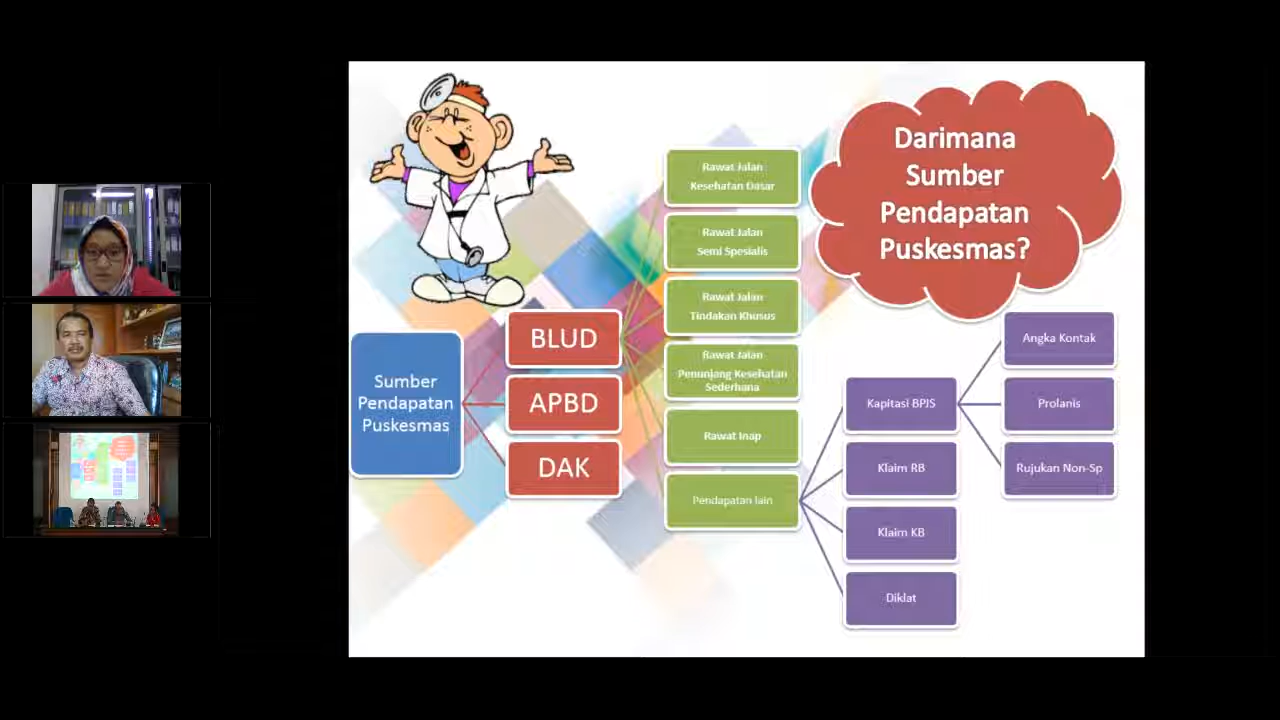 Darimana
Sumber
Pendapatan
Puskesmas?
Sumber
Pendapatan
Puskesmas
BLUD
APBD
DAK
Rawat Jalan
Kesehatan Dasar
Rawat Jalan
Semi Spesialis
Rawat Jalan
Tindakan Khusus
Rawat Jalan
Penunjang Kesehatan
Sederhana
Rawat Inap
Pendapatan lain
Kapitasi BPJS
Klaim RB
Klaim KB
Diklat
Angka Kontak
Prolanis
Rujukan Non-Sp